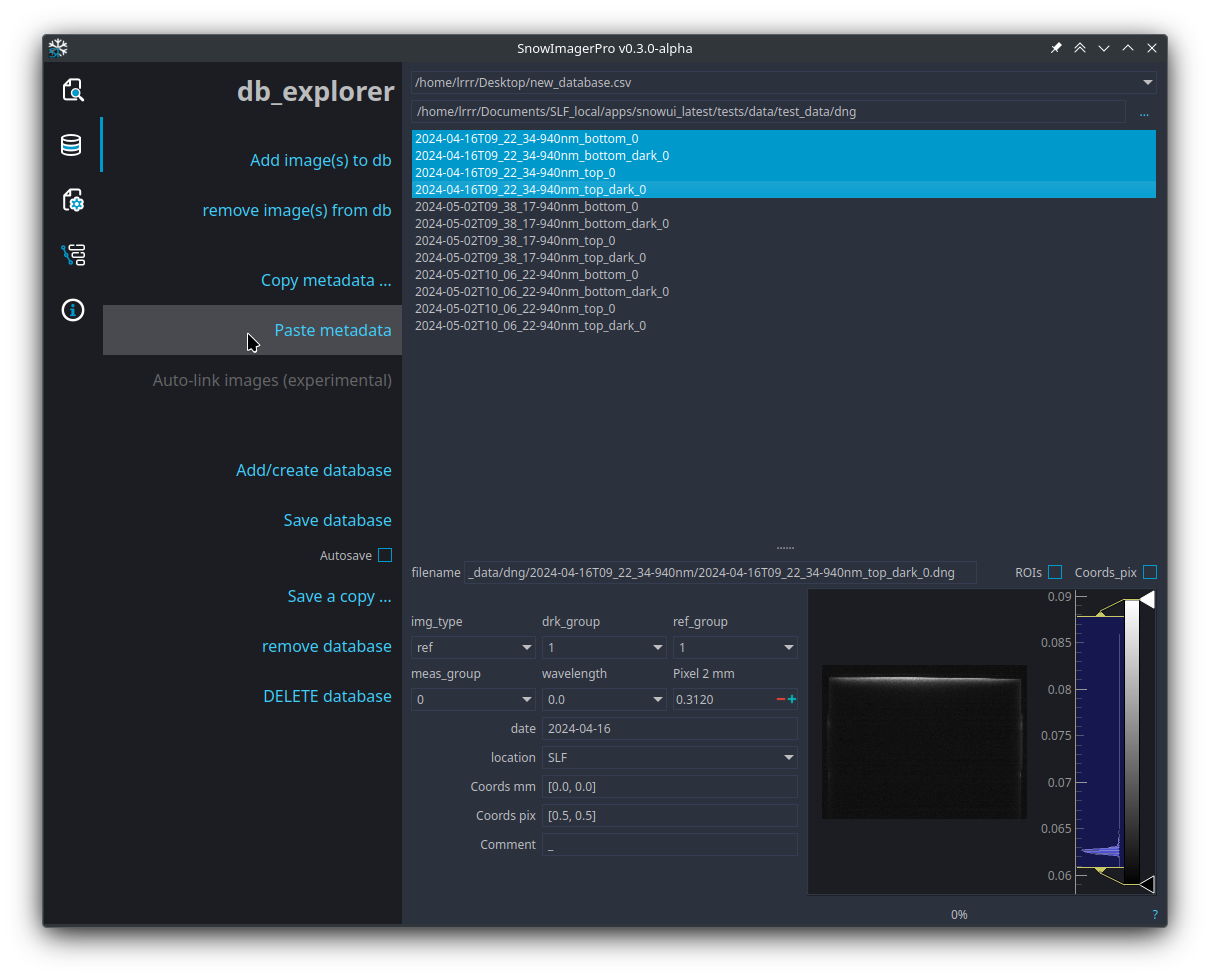 SnowImagerPro v0.3.0-alpha
db_explorer
Add image(s) to db
remove image(s) from db
Copy metadata ...
Paste metadata
Auto-link images (experimental)
Add/create database
Save database
Autosave
Save a copy ...
remove database
DELETE database
/home/lrrr/Desktop/new_database.csv
/home/lrrr/Documents/SLF_local/apps/snowui_latest/tests/data/test_data/dng ...
2024-04-16T09_22_34-940nm_bottom_0
2024-04-16T09_22_34-940nm_bottom_dark_0
2024-04-16T09_22_34-940nm_top_0
2024-04-16T09_22_34-940nm_top_dark_0
2024-05-02T09_38_17-940nm_bottom_0
2024-05-02T09_38_17-940nm_bottom_dark_0
2024-05-02T09_38_17-940nm_top_0
2024-05-02T09_38_17-940nm_top_dark_0
2024-05-02T10_06_22-940nm_bottom_0
2024-05-02T10_06_22-940nm_bottom_dark_0
2024-05-02T10_06_22-940nm_top_0
2024-05-02T10_06_22-940nm_top_dark_0
filename _data/dng/2024-04-16T09_22_34-940nm/2024-04-16T09_22_34-940nm_top_dark_0.dng ROIs Coords_pix
img_type drk_group ref_group
ref 1 1
meas_group wavelength Pixel 2 mm
0 0.0 0.3120
date 2024-04-16
location SLF
Coords mm [0.0, 0.0]
Coords pix [0.5, 0.5]
Comment _
0.09
0.085
0.08
0.075
0.07
0.065
0.06
0% ?